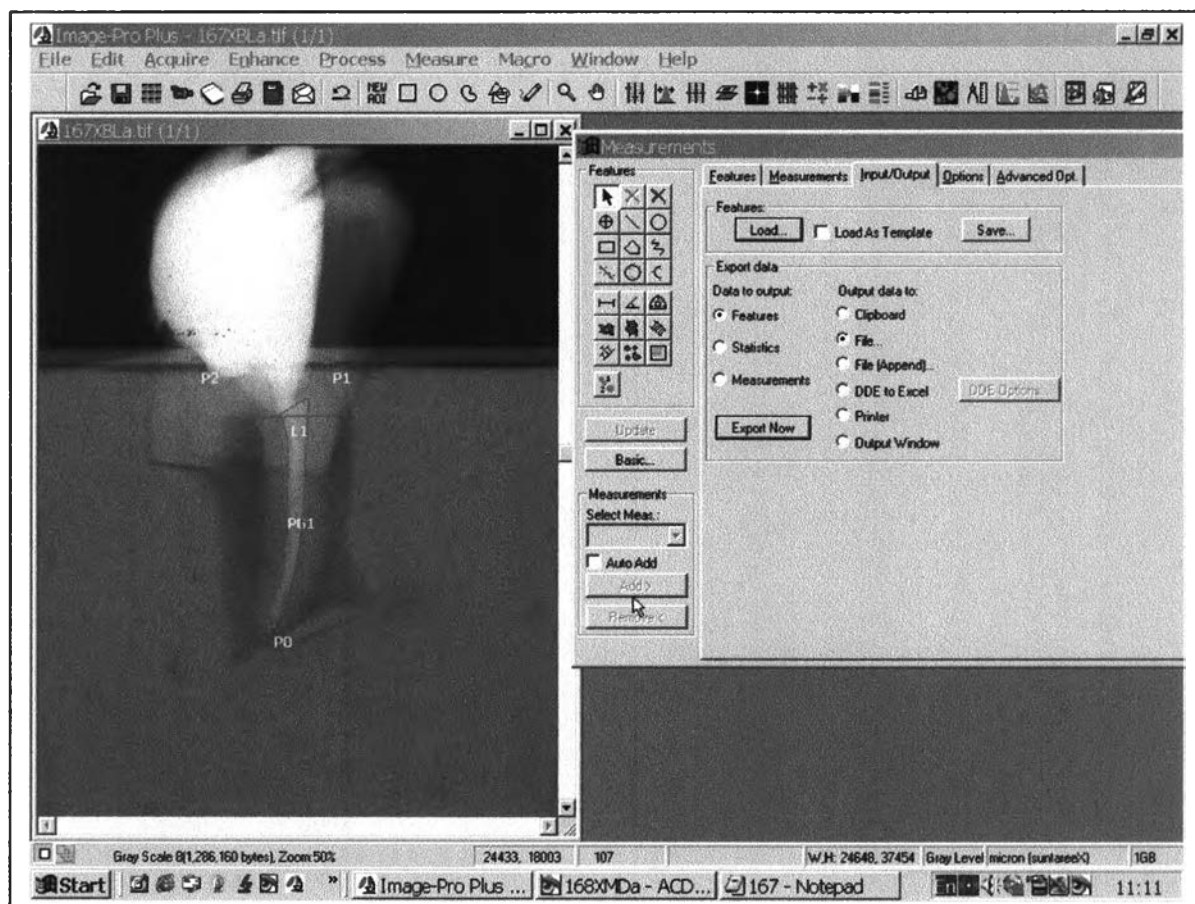 Image-Pro Plus - 167XBLa.tif (1/1)
File Edit Acquire Enhance Process Measure Macro Window Help
NEW
AOI
167XBLa.tif (1/1)
P2 P1
L1
PG1
P0
Measurements
Features
Features Measurements Input/Output Options Advanced Opt.
Features:
Load... Load As Template Save...
Export data
Data to output: Output data to:
Features Clipboard
File...
Statistics
File (Append)...
Measurements DDE to Excel DDE Options...
Printer
Export Now
Output Window
Update
Basic...
Measurements
Select Meas.:
Auto Add
Add >
Remove <
Gray Scale 8(1,286,160 bytes), Zoom 50% 24433, 18003 107 W,H: 24648, 37454 Gray Level micron (suntareeX) 1GB
Start » Image-Pro Plus ... 168XMDa - ACD... 167 - Notepad 11:11